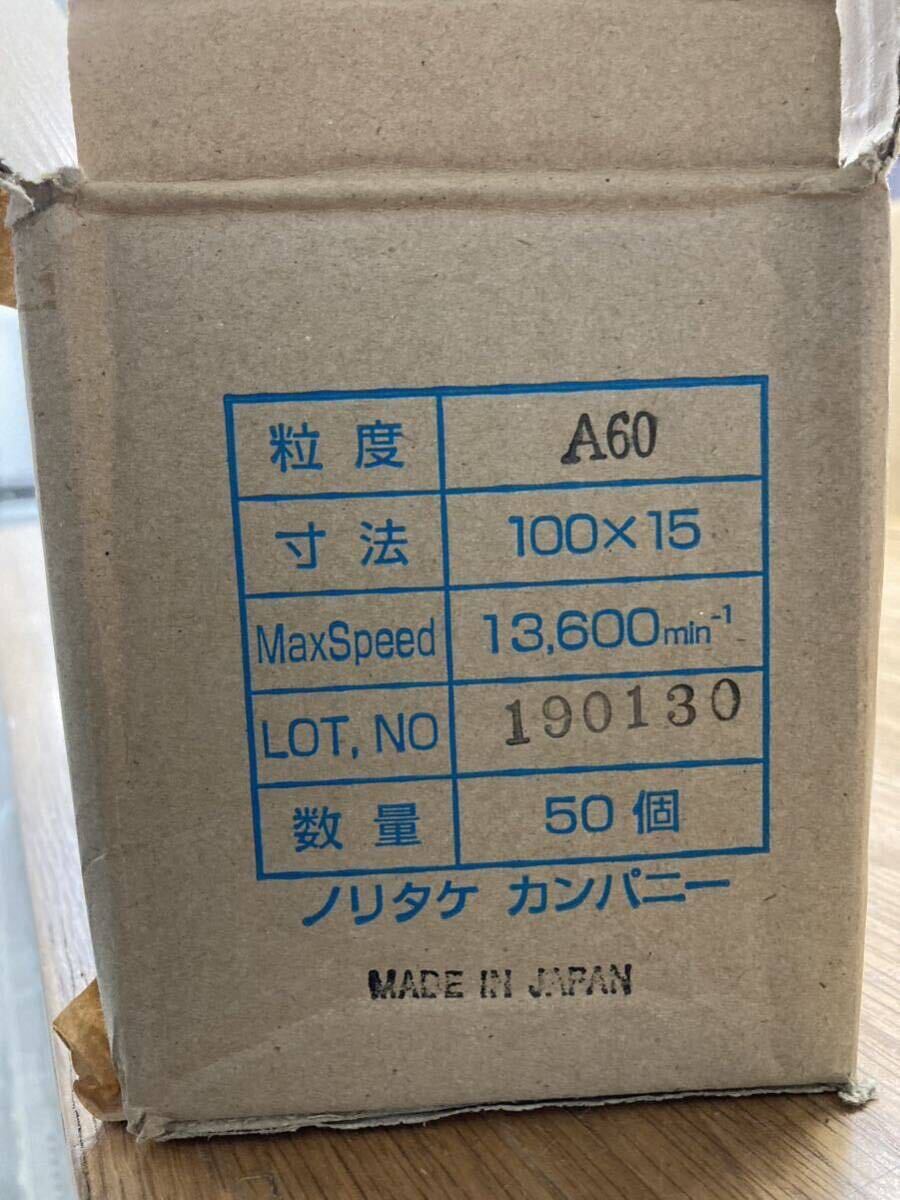 粒度 A60
寸法 100×15
MaxSpeed 13,600min⁻¹
LOT, NO 190130
数量 50個
ノリタケ カンパニー
MADE IN JAPAN